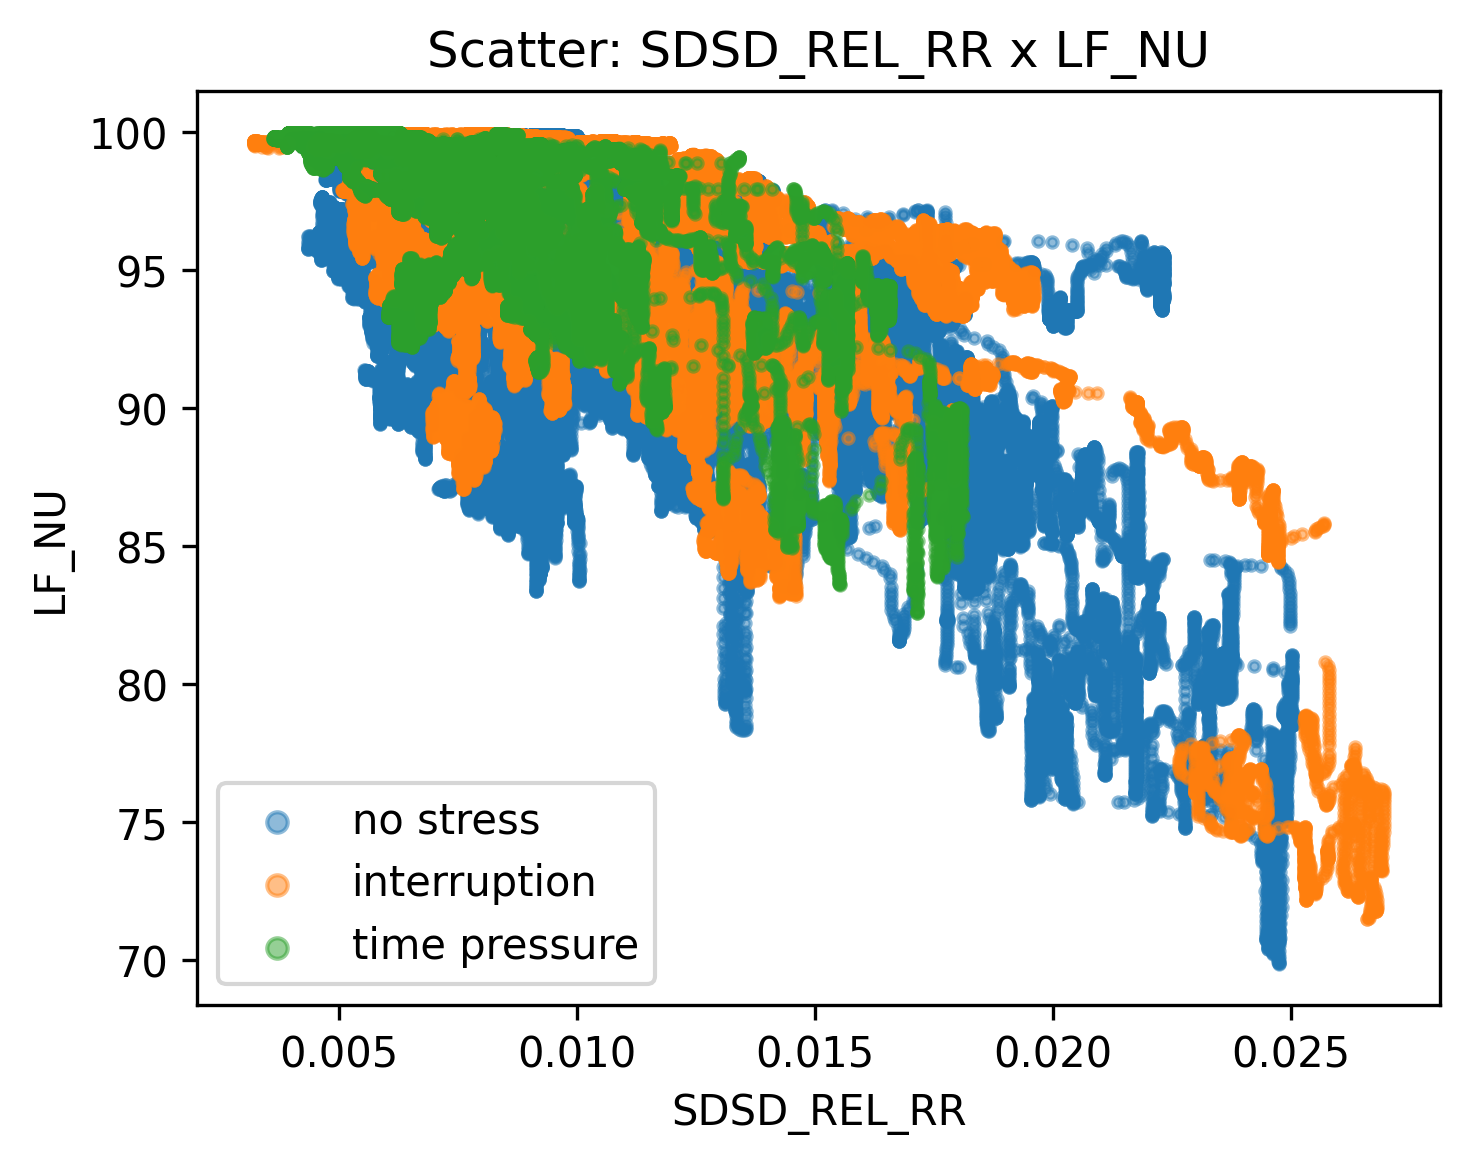 Scatter: SDSD_REL_RR x LF_NU
100
95
90
85
80
75
70
LF_NU
no stress
interruption
time pressure
0.005 0.010 0.015 0.020 0.025
SDSD_REL_RR